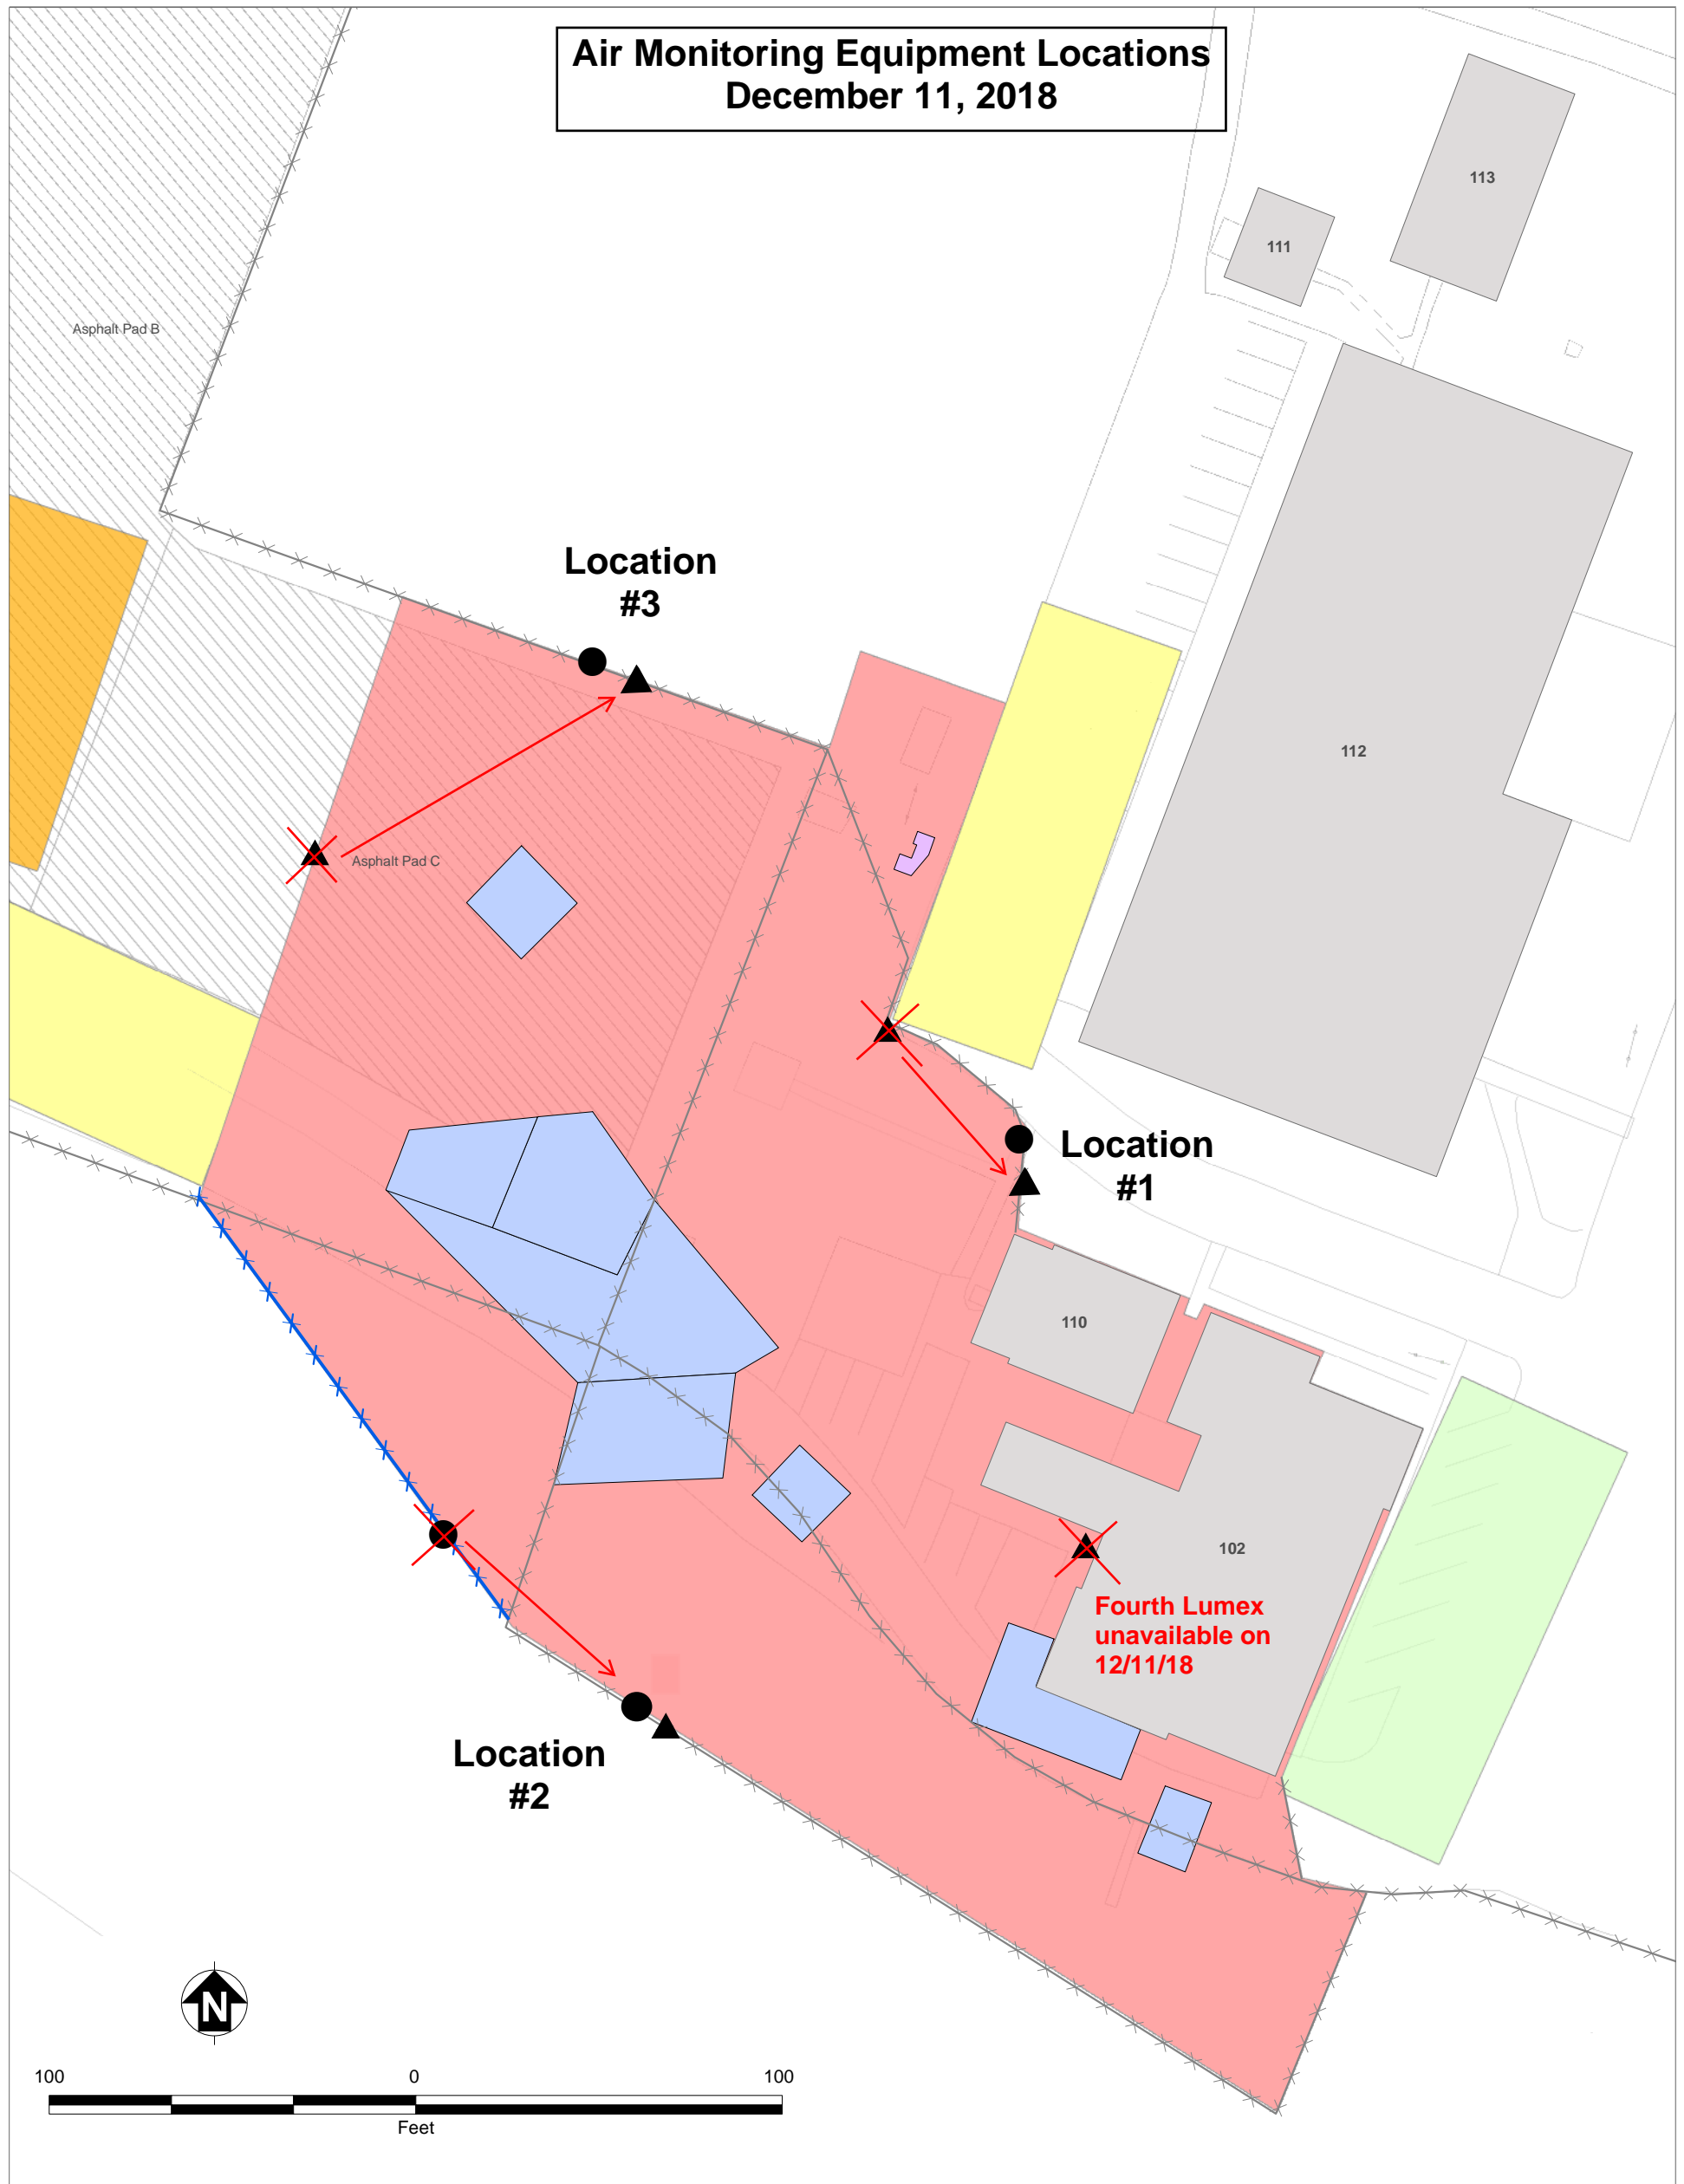 Air Monitoring Equipment Locations
December 11, 2018
113
111
Asphalt Pad B
Location
#3
112
Asphalt Pad C
Location
#1
110
102
Fourth Lumex
unavailable on
12/11/18
Location
#2
N
100 0 100
Feet